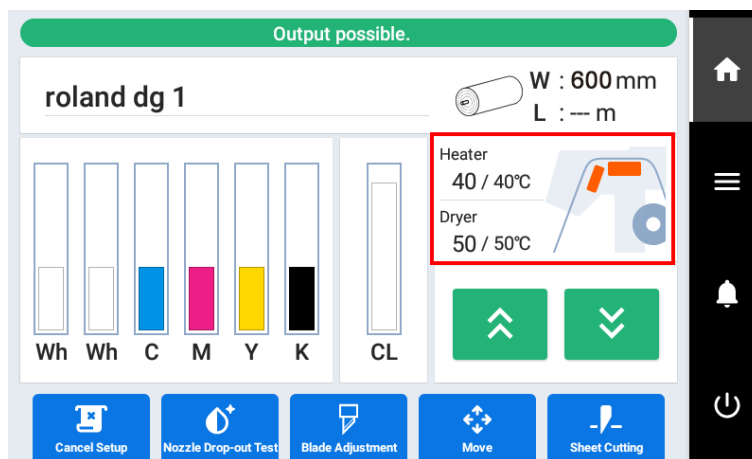 Output possible.
roland dg 1
W : 600 mm
L : --- m
Heater
40 / 40℃
Dryer
50 / 50℃
Wh Wh C M Y K CL
Cancel Setup Nozzle Drop-out Test Blade Adjustment Move Sheet Cutting